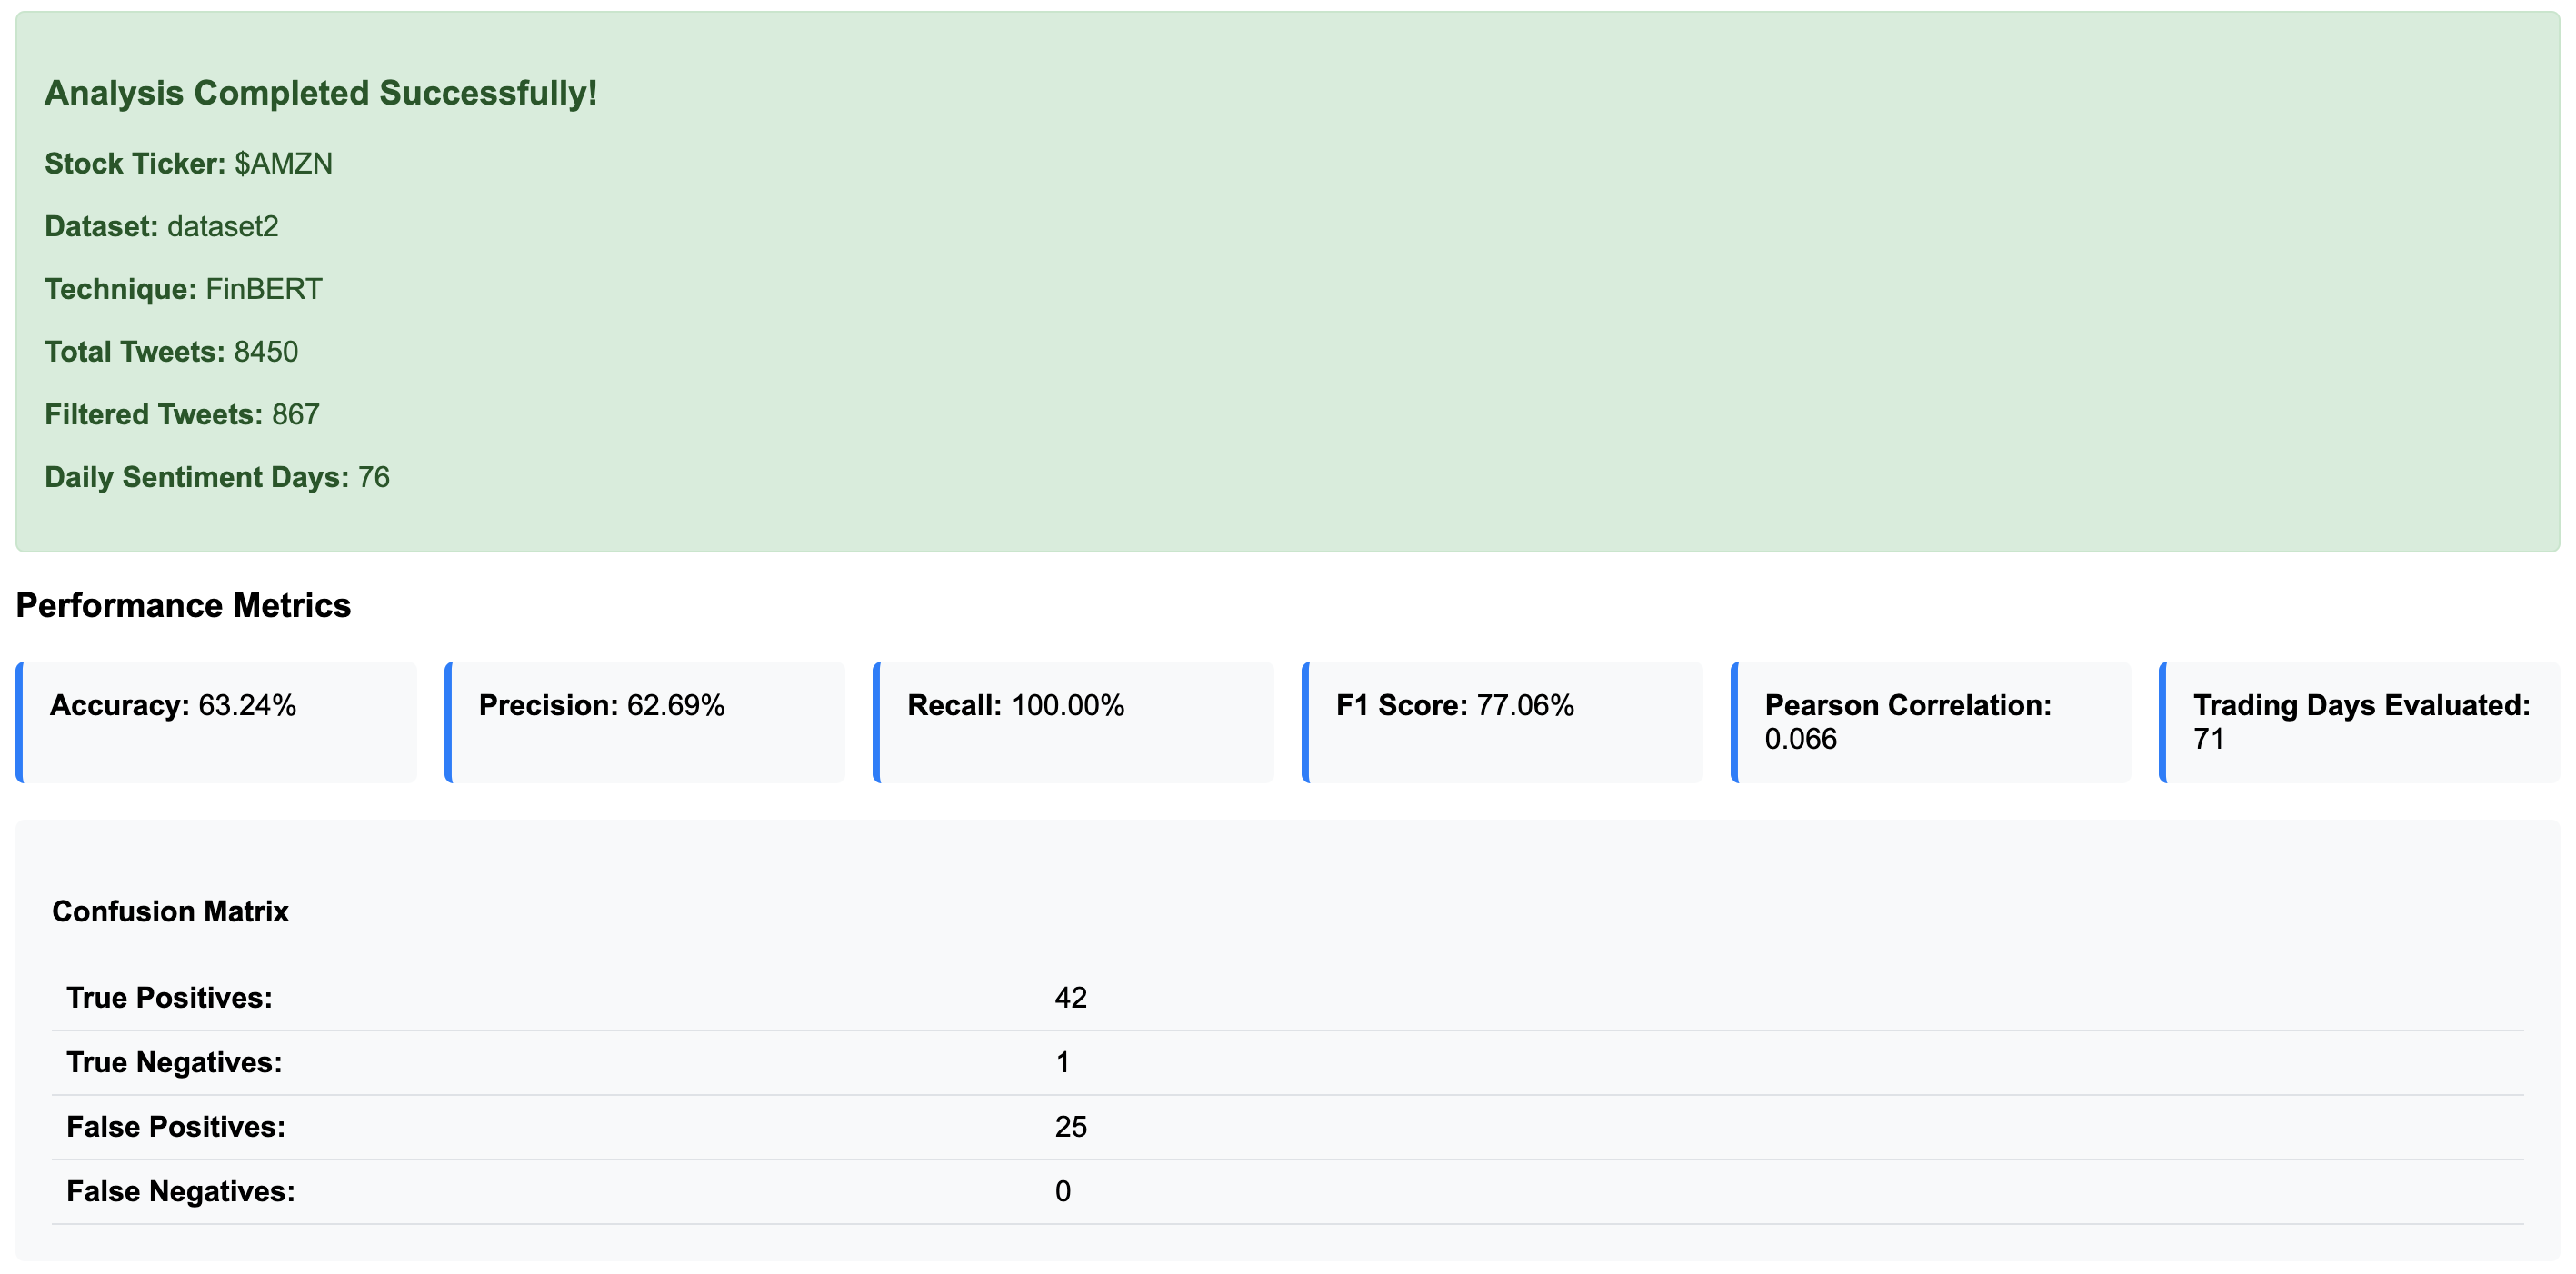 Analysis Completed Successfully!
Stock Ticker: $AMZN
Dataset: dataset2
Technique: FinBERT
Total Tweets: 8450
Filtered Tweets: 867
Daily Sentiment Days: 76
Performance Metrics
Accuracy: 63.24%
Precision: 62.69%
Recall: 100.00%
F1 Score: 77.06%
Pearson Correlation:
0.066
Trading Days Evaluated:
71
Confusion Matrix
True Positives: 42
True Negatives: 1
False Positives: 25
False Negatives: 0